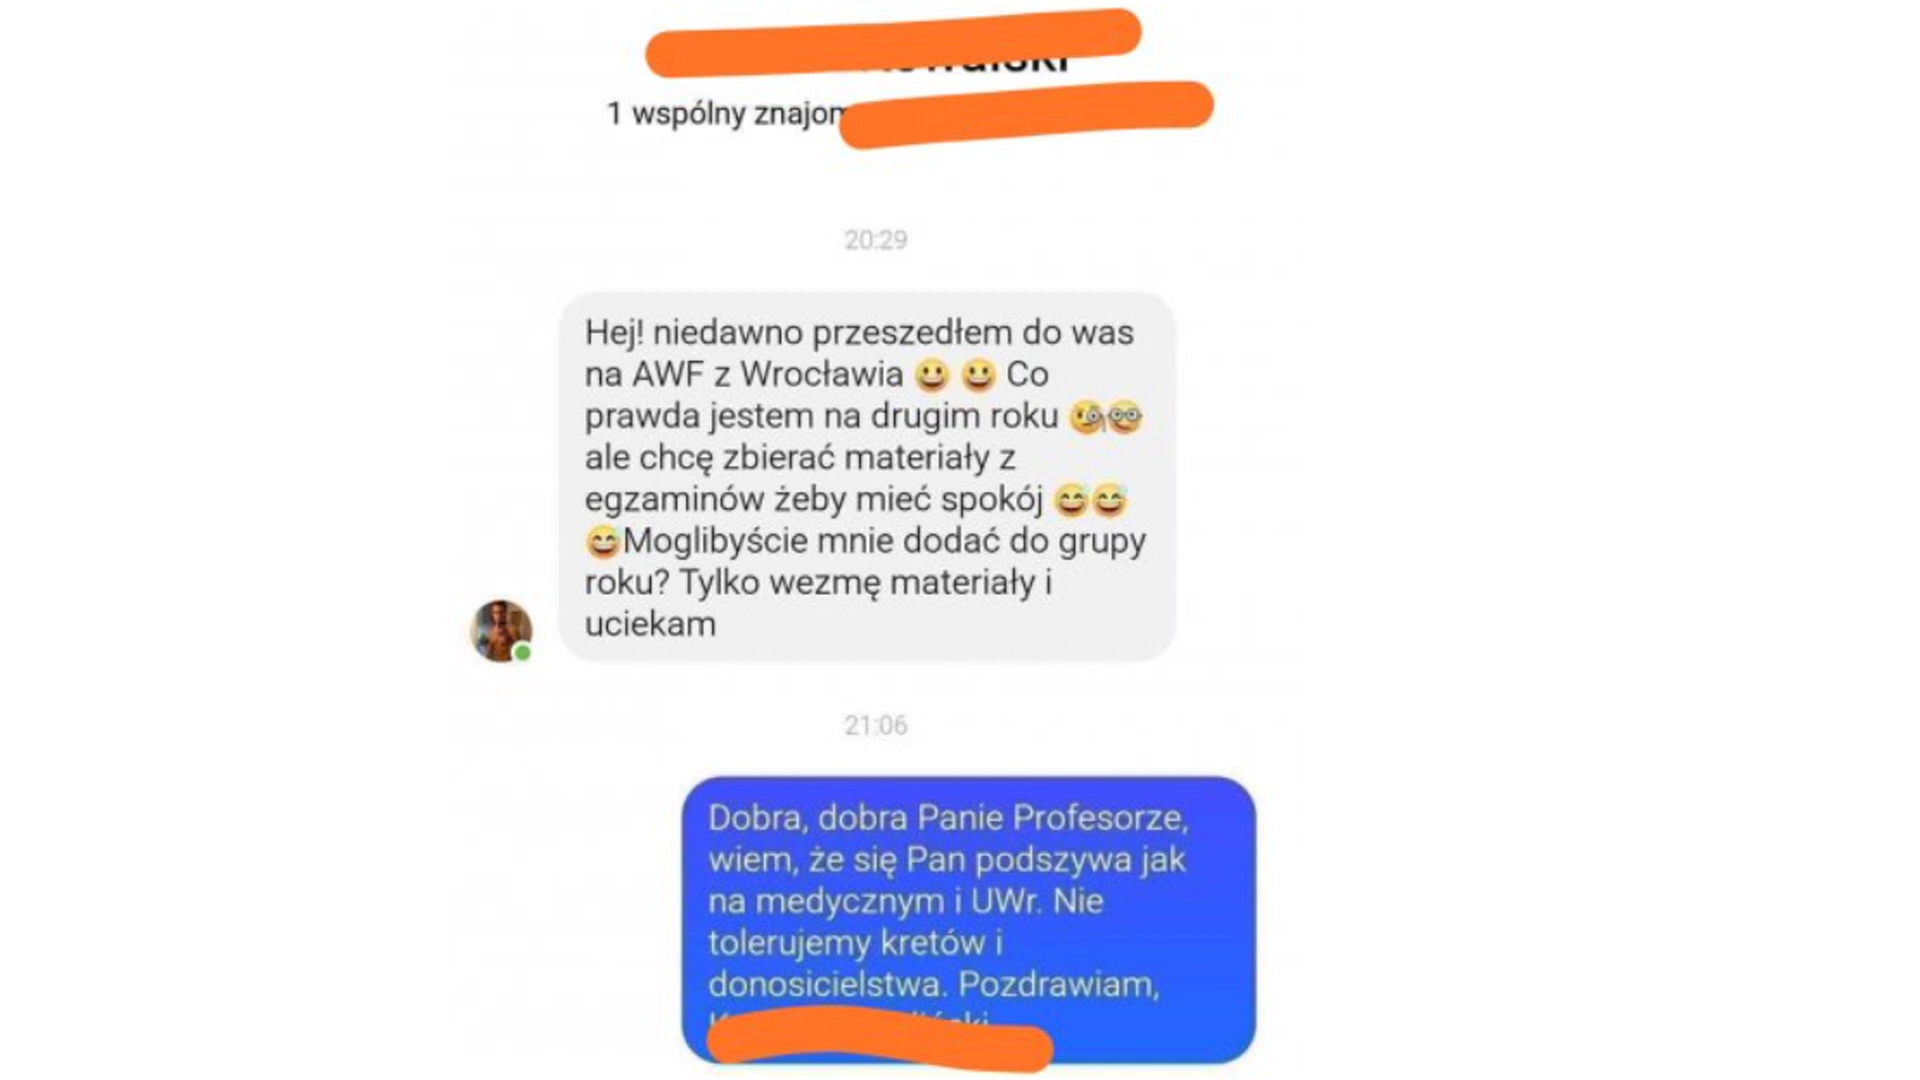 1 wspólny
20:29
Hej! niedawno przeszedłem do was
na AWF z Wrocławia 😀 😀 Co
prawda jestem na drugim roku 🧐🤓
ale chcę zbierać materiały z
egzaminów żeby mieć spokój 😅😅
😅Moglibyście mnie dodać do grupy
roku? Tylko wezmę materiały i
uciekam
21:06
Dobra, dobra Panie Profesorze,
wiem, że się Pan podszywa jak
na medycznym i UWr. Nie
tolerujemy kretów i
donosicielstwa. Pozdrawiam,